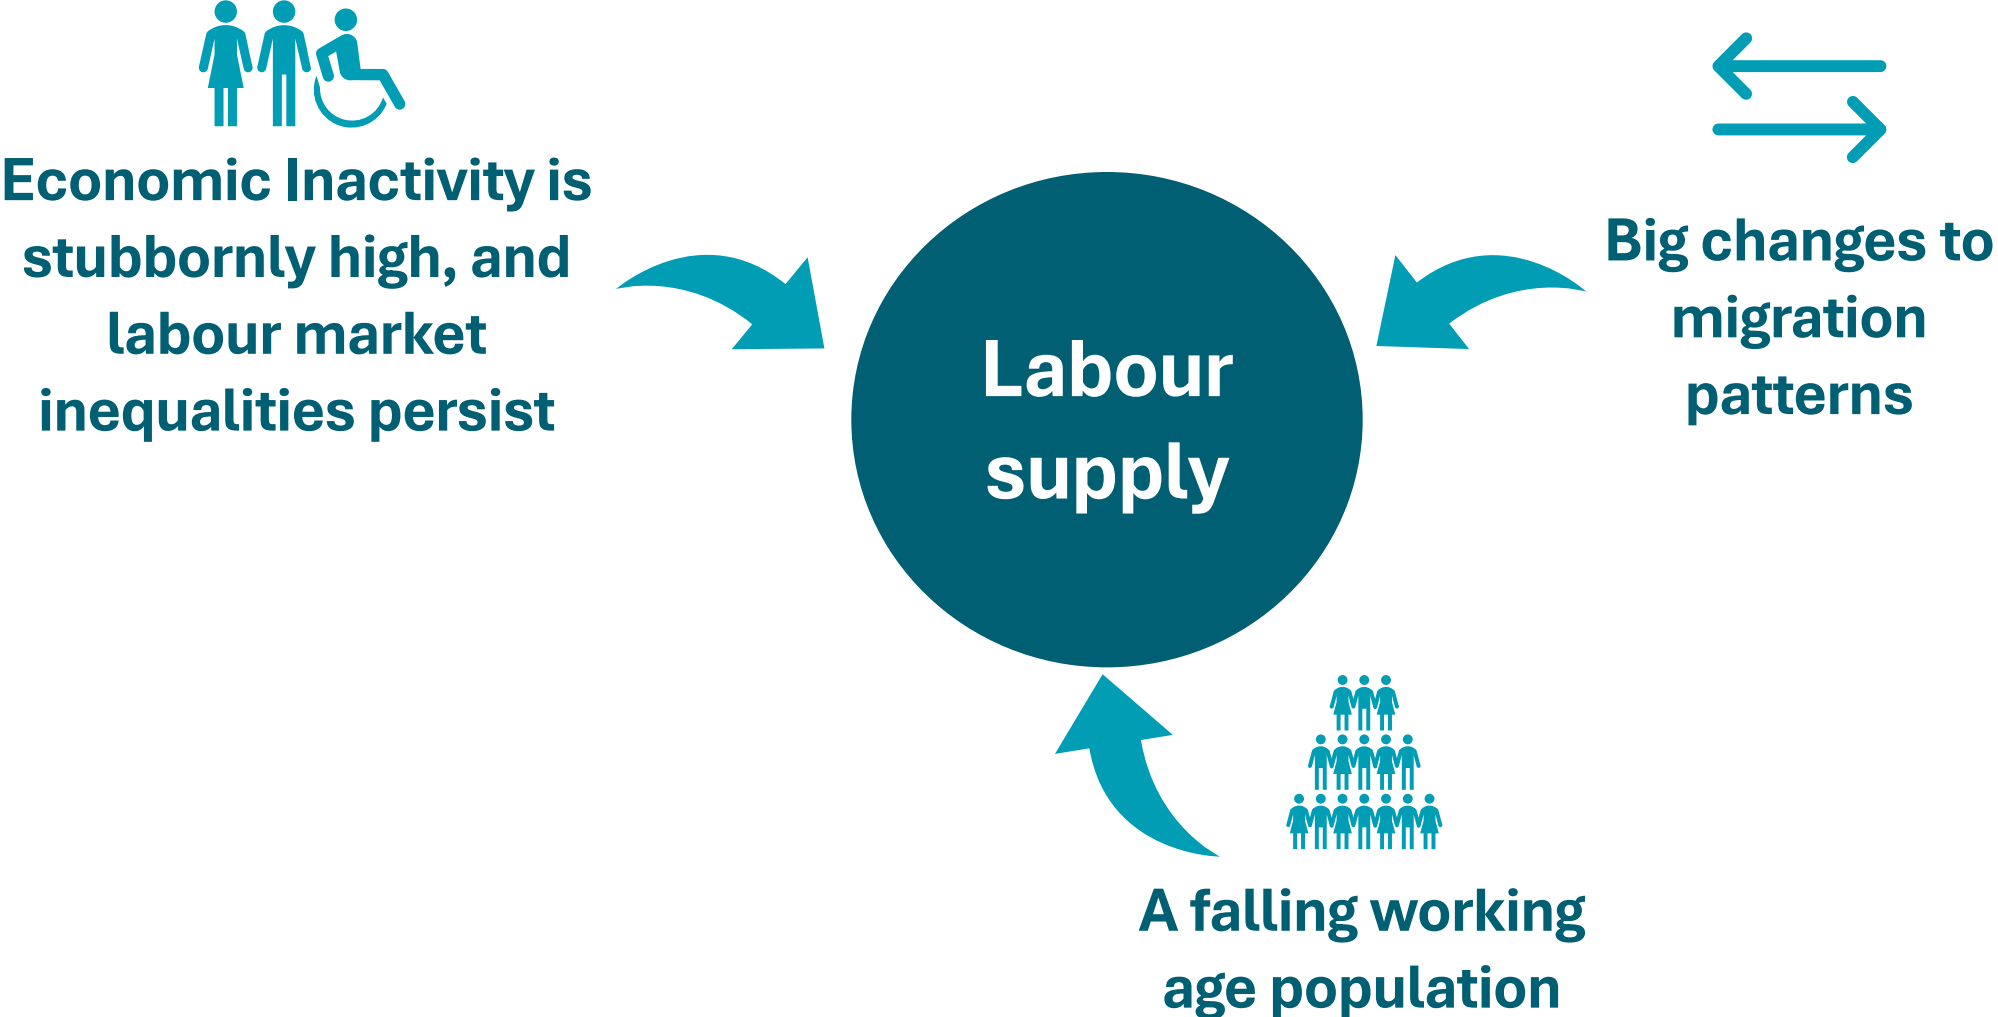 Economic Inactivity is
stubbornly high, and
labour market
inequalities persist
Big changes to
migration
patterns
Labour
supply
A falling working
age population